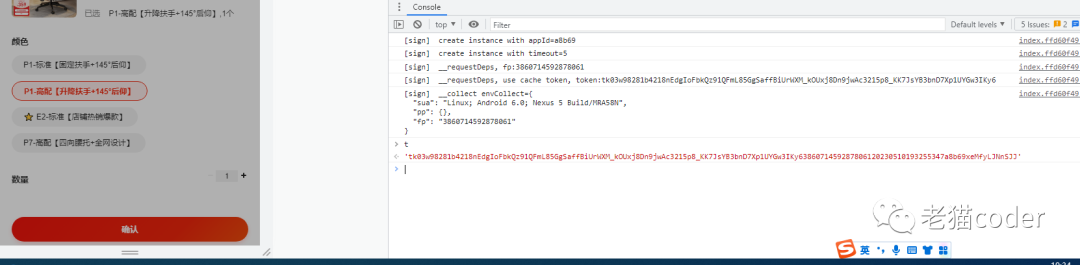 已选 P1-高配【升降扶手+145°后仰】,1个
颜色
P1-标准【固定扶手+145°后仰】
P1-高配【升降扶手+145°后仰】
E2-标准【店铺热销爆款】
P7-高配【四向腰托+全网设计】
数量
1 +
确认
Console
top
Filter
Default levels
5 Issues: 2
[sign] create instance with appId=a8b69 index.ffd60f49
[sign] create instance with timeout=5 index.ffd60f49
[sign] __requestDeps, fp:3860714592878061 index.ffd60f49
[sign] __requestDeps, use cache token, token:tk03w98281b4218nEdgIoFbkQz91QFmL85GgSaffBiUrWXM_kOUxj8Dn9jwAc3215p8_KK7JsYB3bnD7Xp1UYGw3IKy6 index.ffd60f49
[sign] __collect envCollect={ index.ffd60f49
"sua": "Linux; Android 6.0; Nexus 5 Build/MRA58N",
"pp": {},
"fp": "3860714592878061"
}
> t
'tk03w98281b4218nEdgIoFbkQz91QFmL85GgSaffBiUrWXM_kOUxj8Dn9jwAc3215p8_KK7JsYB3bnD7Xp1UYGw3IKy6386071459287806120230510193255347a8b69xeMfyLJNnSJJ'
>
老猫coder
英